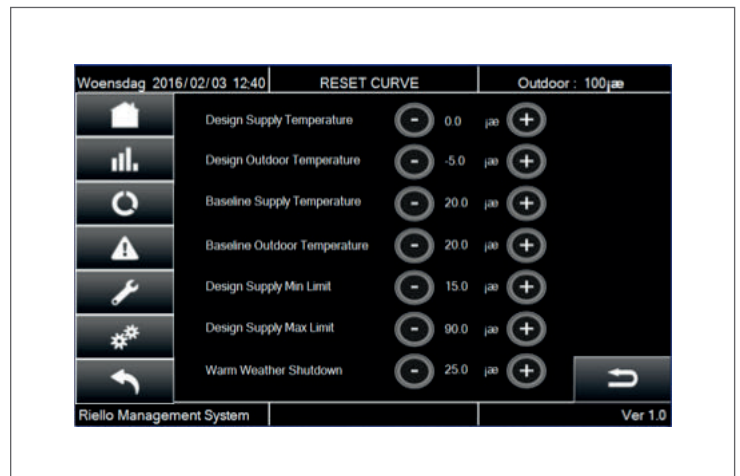 Woensdag 2016/02/03 12:40 RESET CURVE Outdoor : 100¡æ
Design Supply Temperature - 0.0 ¡æ +
Design Outdoor Temperature - -5.0 ¡æ +
Baseline Supply Temperature - 20.0 ¡æ +
Baseline Outdoor Temperature - 20.0 ¡æ +
Design Supply Min Limit - 15.0 ¡æ +
Design Supply Max Limit - 90.0 ¡æ +
Warm Weather Shutdown - 25.0 ¡æ +
Riello Management System Ver 1.0